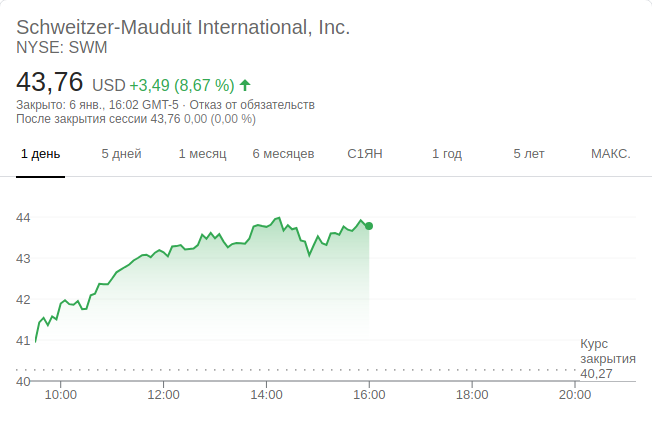 Schweitzer-Mauduit International, Inc.
NYSE: SWM
43,76 USD +3,49 (8,67 %)
Закрыто: 6 янв., 16:02 GMT-5 · Отказ от обязательств
После закрытия сессии 43,76 0,00 (0,00 %)
1 день 5 дней 1 месяц 6 месяцев С1ЯН 1 год 5 лет МАКС.
44
43
42
41
Курс
закрытия
40,27
40
10:00 12:00 14:00 16:00 18:00 20:00